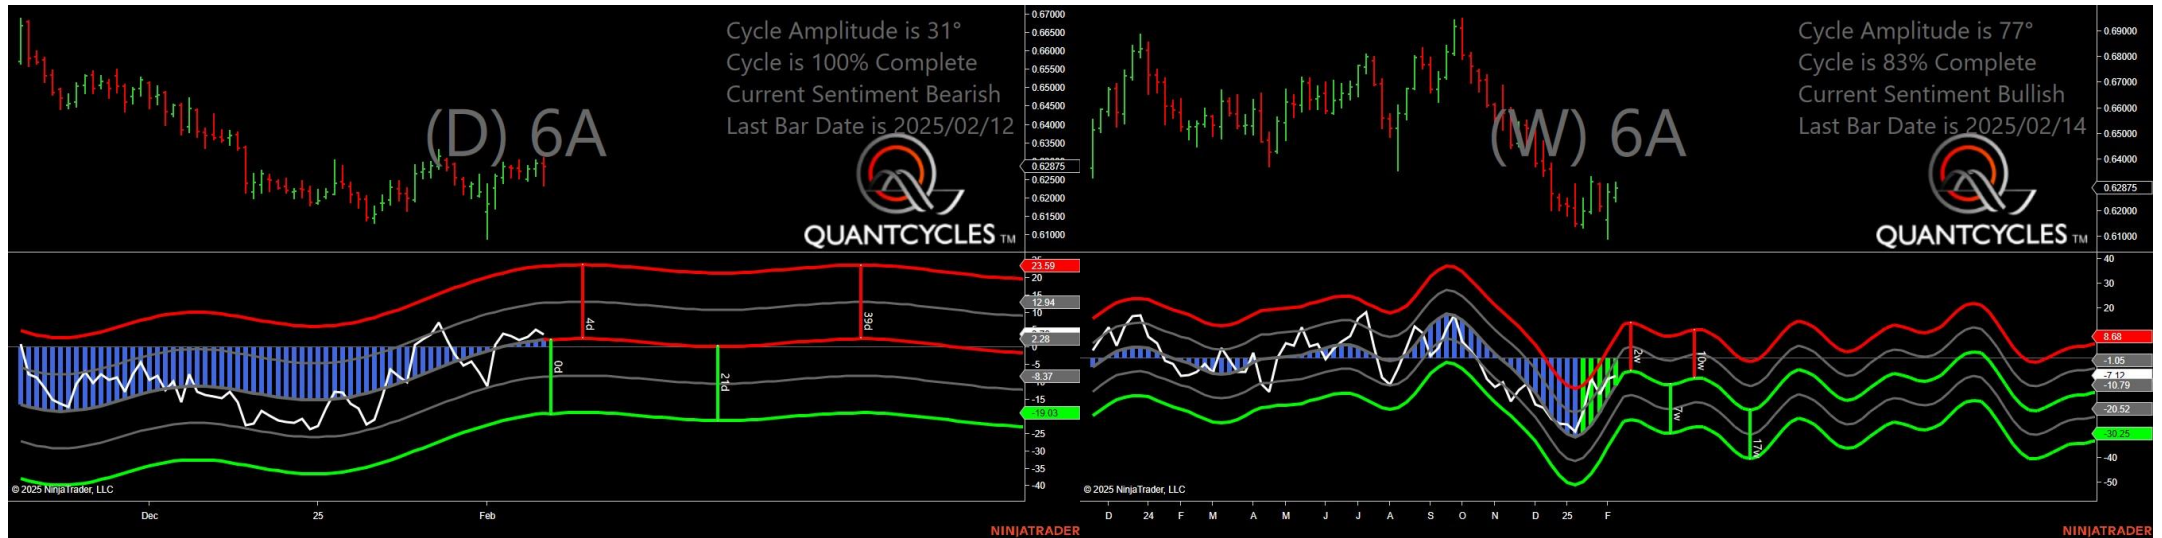 Cycle Amplitude is 31°
Cycle is 100% Complete
Current Sentiment Bearish
Last Bar Date is 2025/02/12
(D) 6A
QUANTCYCLES TM
0.67000
0.66500
0.66000
0.65500
0.65000
0.64500
0.64000
0.63500
0.62875
0.62500
0.62000
0.61500
0.61000
23.59
20
15
12.94
10
2.28
0
-5
-8.37
-15
-19.03
-25
-30
-35
-40
4d
39d
0d
21d
© 2025 NinjaTrader, LLC
Dec 25 Feb
NINJATRADER
Cycle Amplitude is 77°
Cycle is 83% Complete
Current Sentiment Bullish
Last Bar Date is 2025/02/14
(W) 6A
QUANTCYCLES TM
0.69000
0.68000
0.67000
0.66000
0.65000
0.64000
0.62875
0.62000
0.61000
40
30
20
8.68
-1.05
-7.12
-10.79
-20.52
-30.25
-40
-50
2w
10w
7w
17w
© 2025 NinjaTrader, LLC
D 24 F M A M J J A S O N D 25 F
NINJATRADER